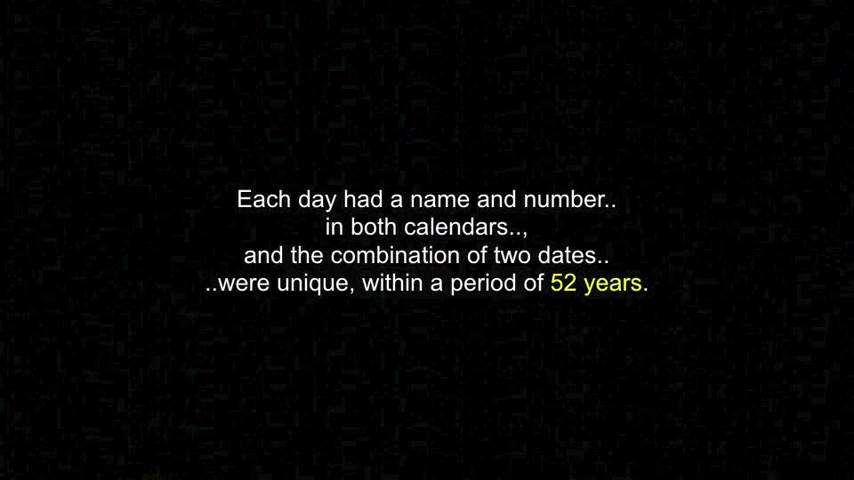 Each day had a name and number..
in both calendars..,
and the combination of two dates..
..were unique, within a period of 52 years.